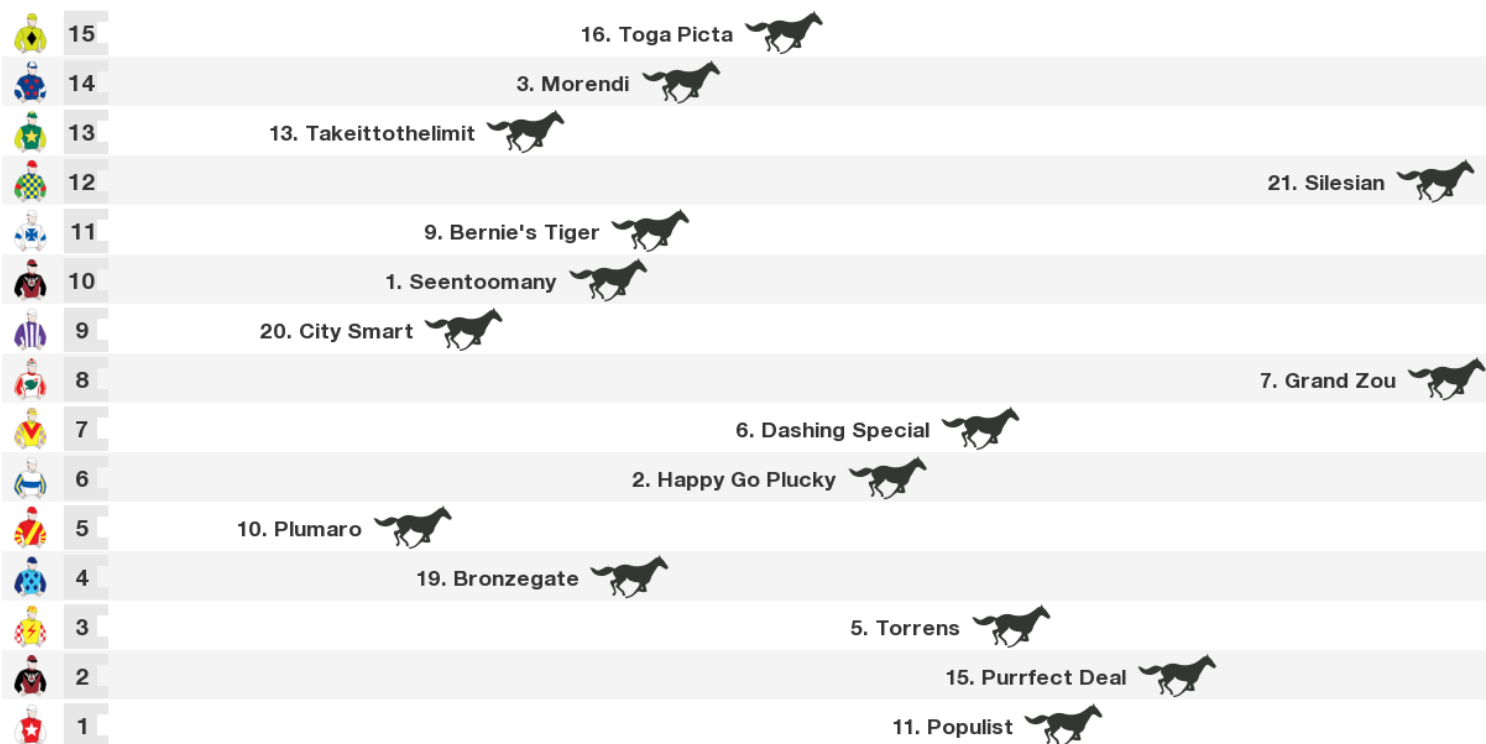 15 16. Toga Picta
14 3. Morendi
13 13. Takeittothelimit
12 21. Silesian
11 9. Bernie's Tiger
10 1. Seentoomany
9 20. City Smart
8 7. Grand Zou
7 6. Dashing Special
6 2. Happy Go Plucky
5 10. Plumaro
4 19. Bronzegate
3 5. Torrens
2 15. Purrfect Deal
1 11. Populist